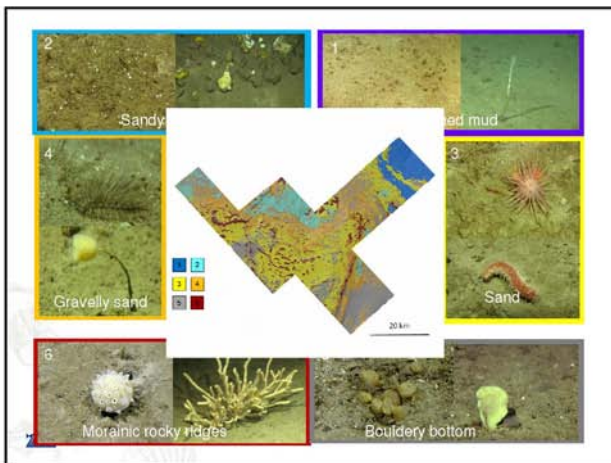 2
1
Sandy
ned mud
4
3
1
2
3
4
5
20 km
Gravelly sand
Sand
6
Morainic rocky ridges
Bouldery bottom